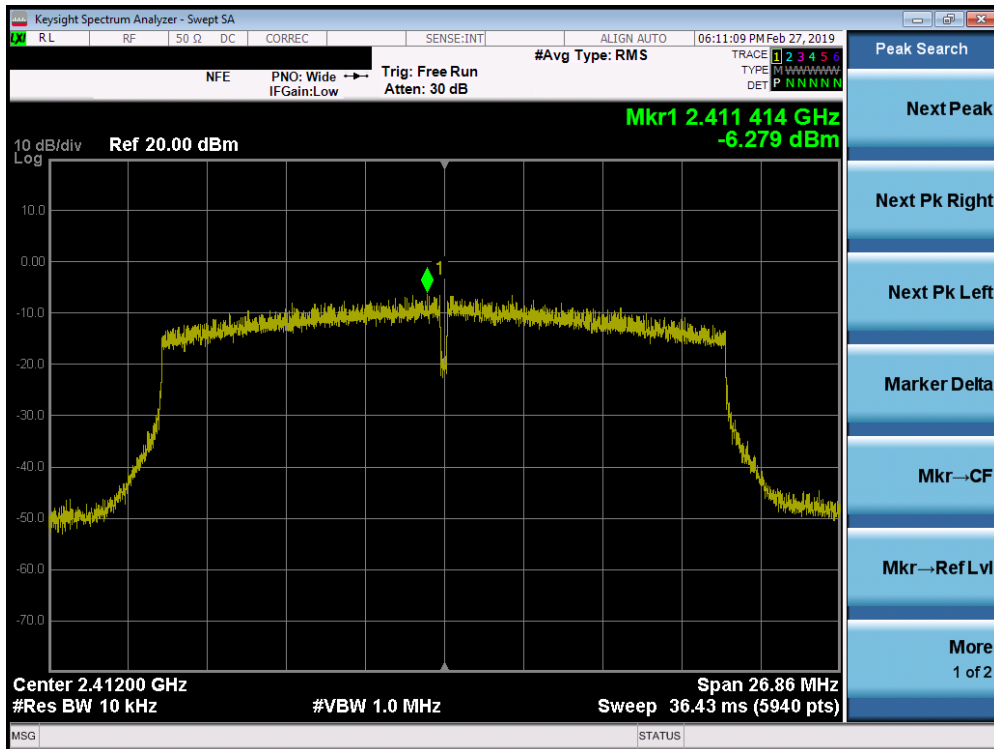 Keysight Spectrum Analyzer - Swept SA
LXI RL RF 50 Ω DC CORREC SENSE:INT ALIGN AUTO 06:11:09 PM Feb 27, 2019
#Avg Type: RMS
TRACE 1 2 3 4 5 6
TYPE M W W W W W
DET P N N N N N
NFE PNO: Wide Trig: Free Run
IFGain:Low Atten: 30 dB
Mkr1 2.411 414 GHz
-6.279 dBm
10 dB/div Ref 20.00 dBm
Log
10.0
0.00
1
-10.0
-20.0
-30.0
-40.0
-50.0
-60.0
-70.0
Center 2.41200 GHz Span 26.86 MHz
#Res BW 10 kHz #VBW 1.0 MHz Sweep 36.43 ms (5940 pts)
MSG STATUS
Peak Search
Next Peak
Next Pk Right
Next Pk Left
Marker Delta
Mkr→CF
Mkr→Ref Lvl
More
1 of 2